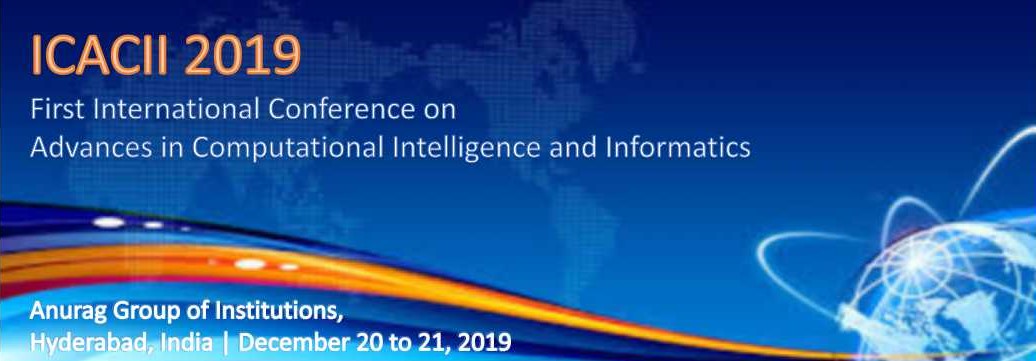 ICACII 2019
First International Conference on
Advances in Computational Intelligence and Informatics
Anurag Group of Institutions,
Hyderabad, India | December 20 to 21, 2019